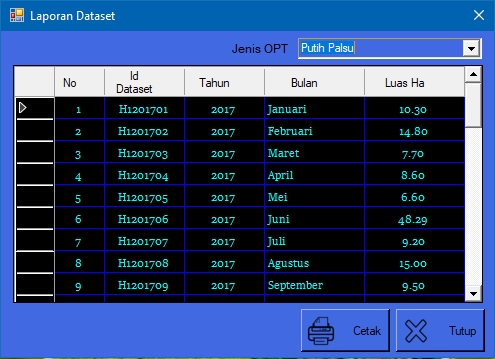 Laporan Dataset
Jenis OPT Putih Palsu
No Id Dataset Tahun Bulan Luas Ha
1 H1201701 2017 Januari 10.30
2 H1201702 2017 Februari 14.80
3 H1201703 2017 Maret 7.70
4 H1201704 2017 April 8.60
5 H1201705 2017 Mei 6.60
6 H1201706 2017 Juni 48.29
7 H1201707 2017 Juli 9.20
8 H1201708 2017 Agustus 15.00
9 H1201709 2017 September 9.50
Cetak Tutup